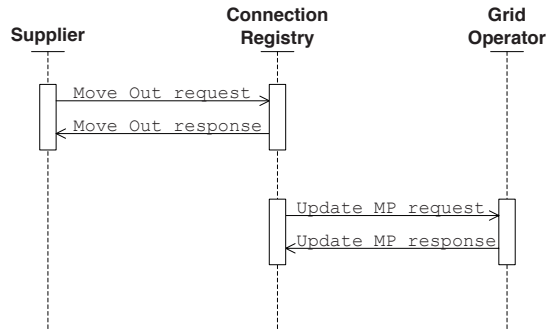 Supplier
Connection
Registry
Grid
Operator
Move Out request
Move Out response
Update MP request
Update MP response